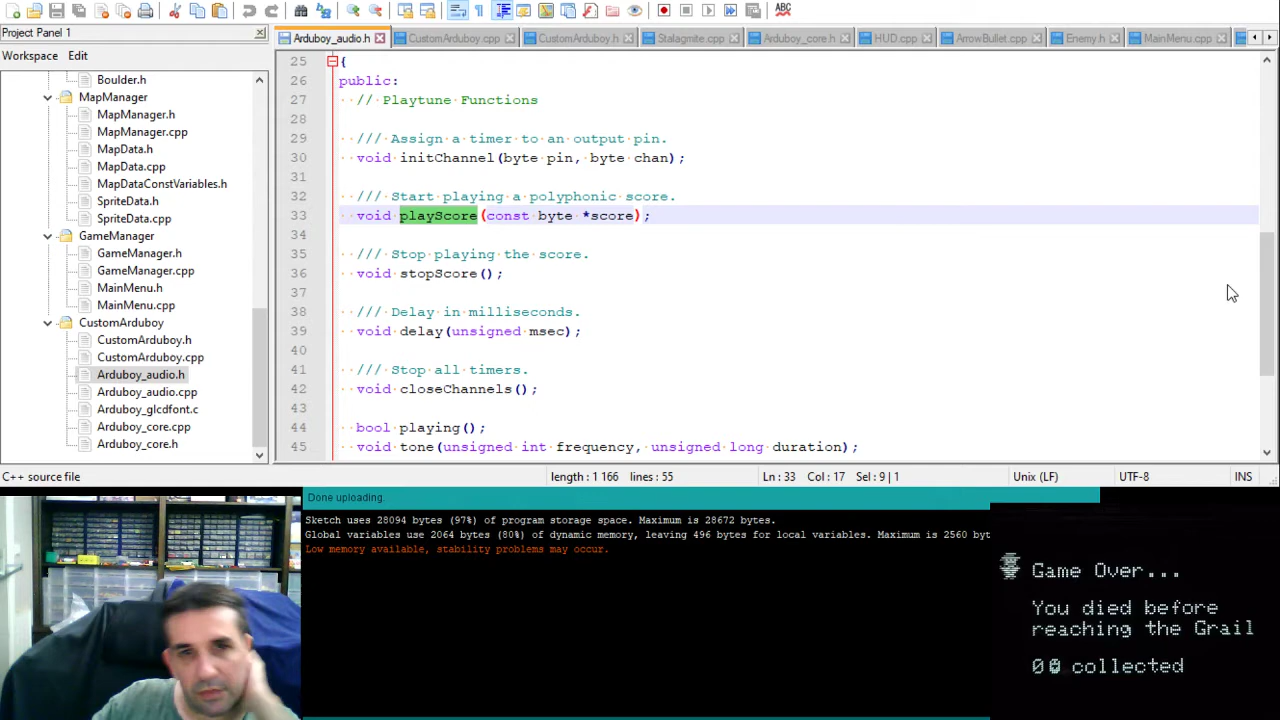 Project Panel 1
Workspace Edit
Boulder.h
MapManager
MapManager.h
MapManager.cpp
MapData.h
MapData.cpp
MapDataConstVariables.h
SpriteData.h
SpriteData.cpp
GameManager
GameManager.h
GameManager.cpp
MainMenu.h
MainMenu.cpp
CustomArduboy
CustomArduboy.h
CustomArduboy.cpp
Arduboy_audio.h
Arduboy_audio.cpp
Arduboy_glcdfont.c
Arduboy_core.cpp
Arduboy_core.h
ABC
Arduboy_audio.h CustomArduboy.cpp CustomArduboy.h Stalagmite.cpp Arduboy_core.h HUD.cpp ArrowBullet.cpp Enemy.h MainMenu.cpp
25 {
26 public:
27 // Playtune Functions
28
29 /// Assign a timer to an output pin.
30 void initChannel(byte pin, byte chan);
31
32 /// Start playing a polyphonic score.
33 void playScore(const byte *score);
34
35 /// Stop playing the score.
36 void stopScore();
37
38 /// Delay in milliseconds.
39 void delay(unsigned msec);
40
41 /// Stop all timers.
42 void closeChannels();
43
44 bool playing();
45 void tone(unsigned int frequency, unsigned long duration);
C++ source file length : 1 166 lines : 55 Ln : 33 Col : 17 Sel : 9 | 1 Unix (LF) UTF-8 INS
Done uploading.
Sketch uses 28094 bytes (97%) of program storage space. Maximum is 28672 bytes.
Global variables use 2064 bytes (80%) of dynamic memory, leaving 496 bytes for local variables. Maximum is 2560 byt
Low memory available, stability problems may occur.
Game Over...
You died before
reaching the Grail
collected